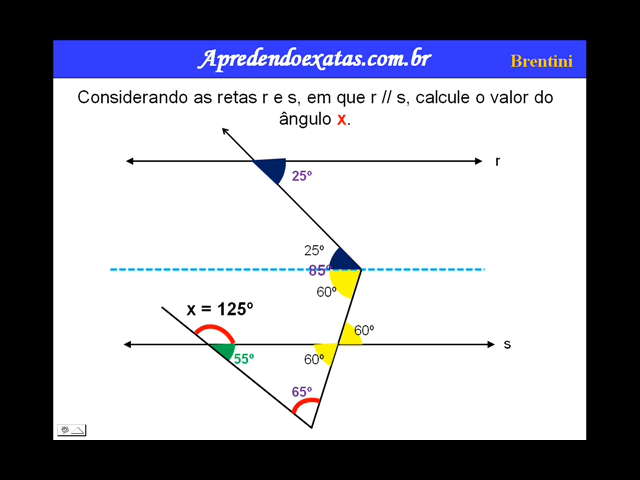 Apredendoexatas.com.br
Brentini
Considerando as retas r e s, em que r // s, calcule o valor do
ângulo x.
r
25º
25º
85º
60º
x = 125º
60º
s
55º
60º
65º